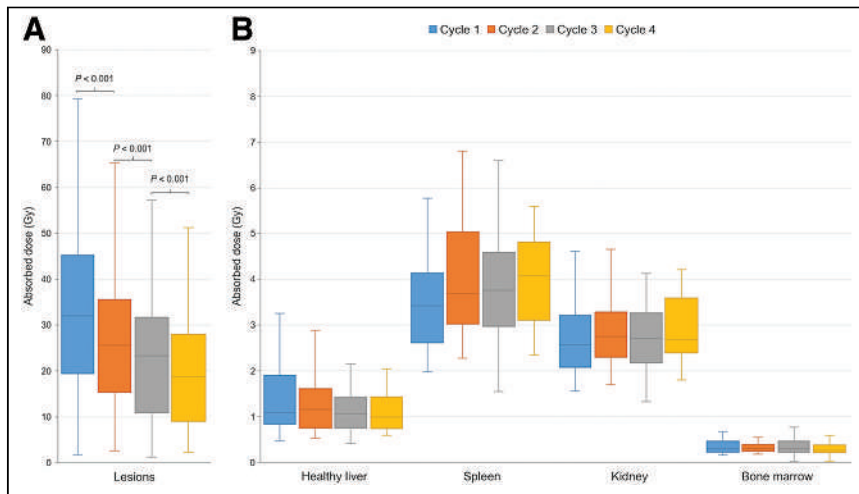 A
B
Cycle 1 Cycle 2 Cycle 3 Cycle 4
Absorbed dose (Gy)
90
80
70
60
50
40
30
20
10
0
P < 0.001
P < 0.001
P < 0.001
Lesions
Absorbed dose (Gy)
9
8
7
6
5
4
3
2
1
0
Healthy liver Spleen Kidney Bone marrow